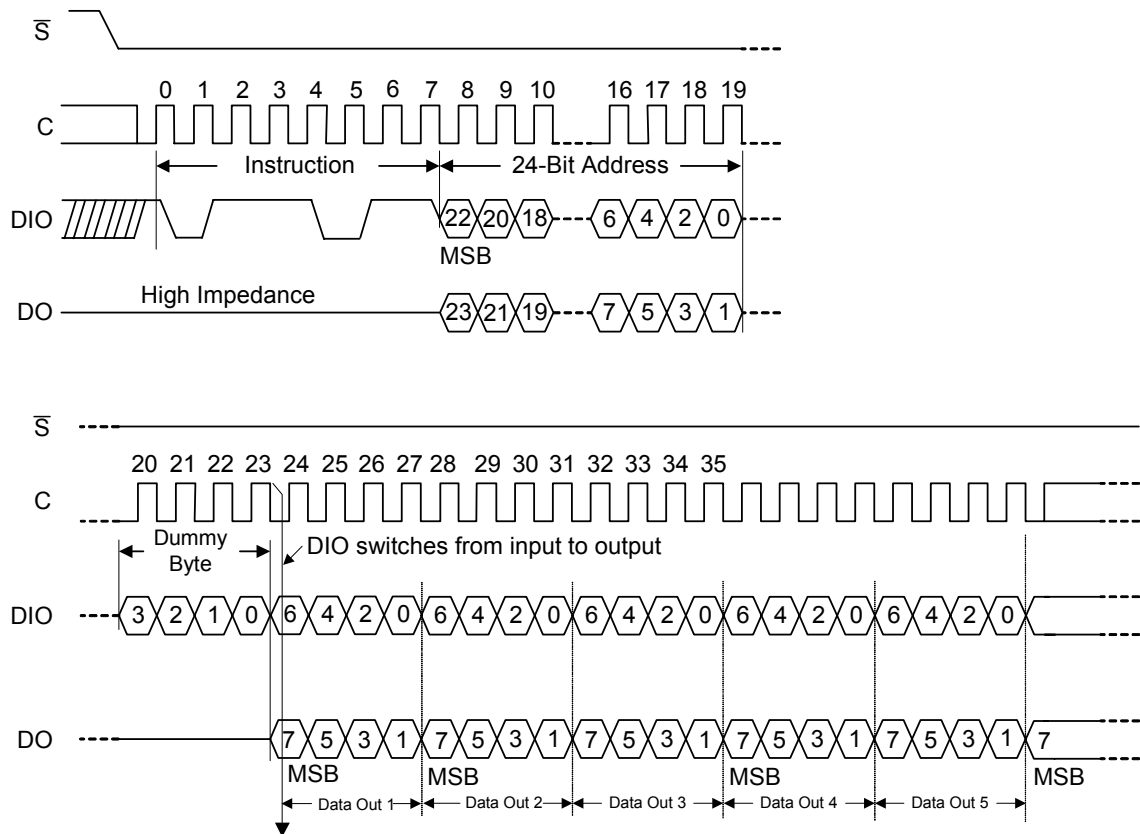 S
0 1 2 3 4 5 6 7 8 9 10 16 17 18 19
C
Instruction 24-Bit Address
DIO 22 20 18 6 4 2 0
MSB
High Impedance
DO 23 21 19 7 5 3 1
S
20 21 22 23 24 25 26 27 28 29 30 31 32 33 34 35
C
Dummy
Byte
DIO switches from input to output
DIO 3 2 1 0 6 4 2 0 6 4 2 0 6 4 2 0 6 4 2 0 6 4 2 0
DO 7 5 3 1 7 5 3 1 7 5 3 1 7 5 3 1 7 5 3 1 7
MSB MSB MSB MSB
Data Out 1 Data Out 2 Data Out 3 Data Out 4 Data Out 5